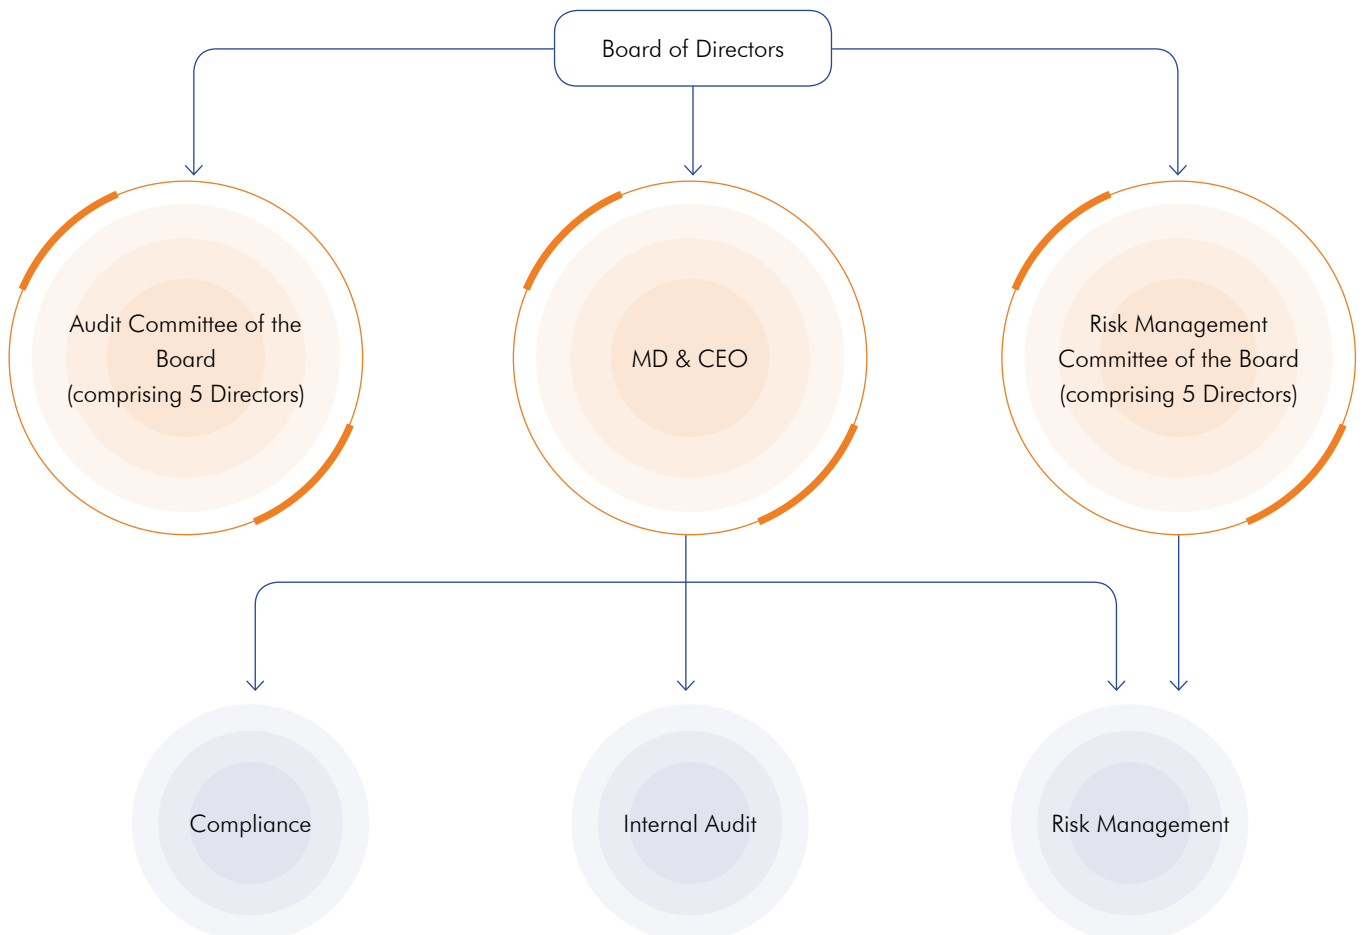 Board of Directors
Audit Committee of the
Board
(comprising 5 Directors)
MD & CEO
Risk Management
Committee of the Board
(comprising 5 Directors)
Compliance
Internal Audit
Risk Management